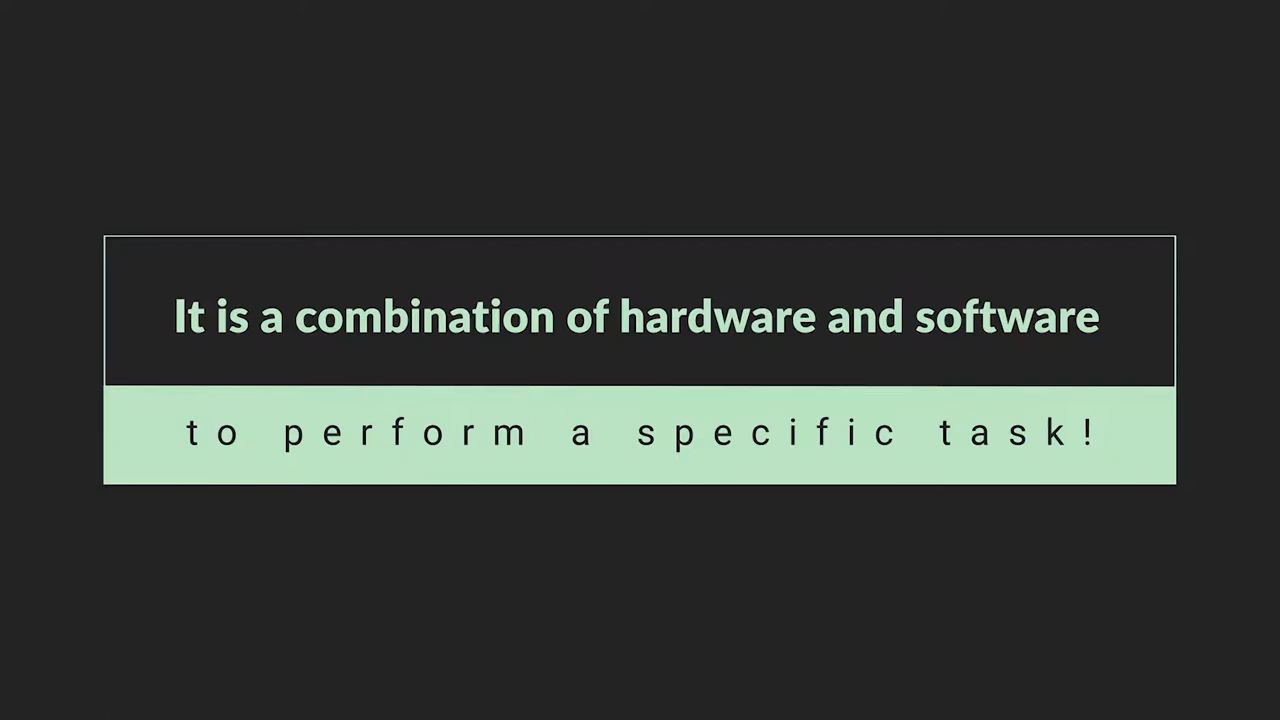 It is a combination of hardware and software
to perform a specific task!